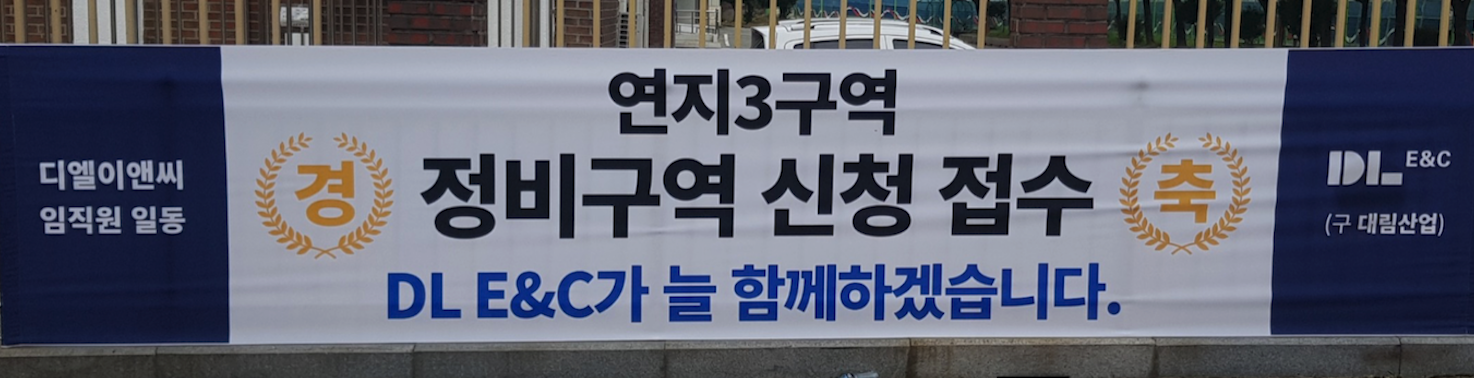 디엘이앤씨
임직원 일동
경
연지3구역
정비구역 신청 접수
DL E&C가 늘 함께하겠습니다.
축
DL E&C
(구 대림산업)